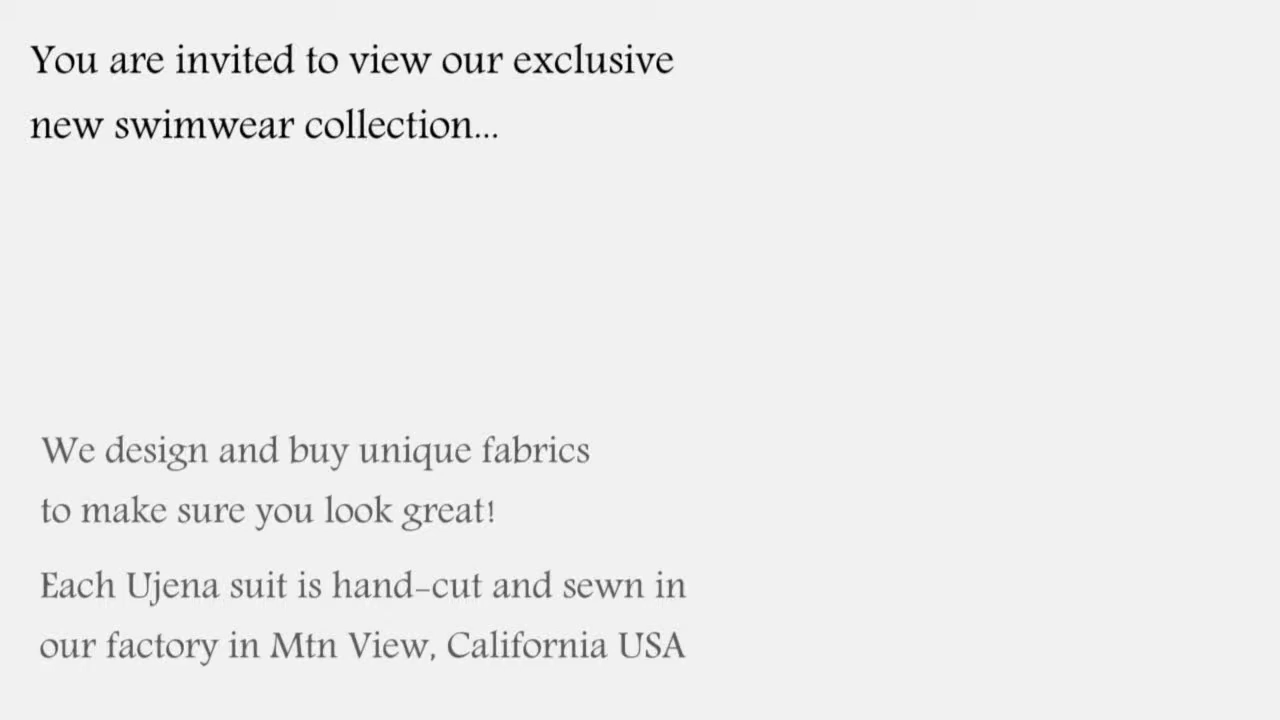 You are invited to view our exclusive
new swimwear collection...
We design and buy unique fabrics
to make sure you look great!
Each Ujena suit is hand-cut and sewn in
our factory in Mtn View, California USA